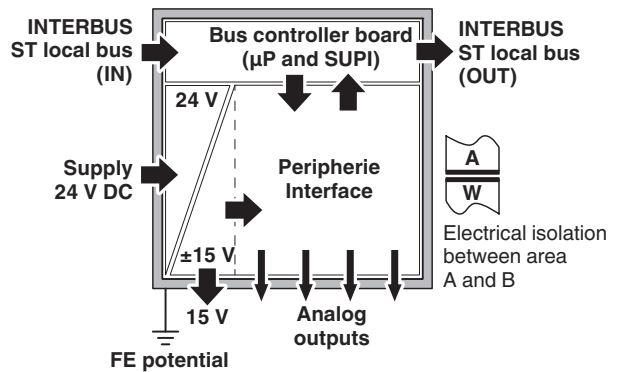 INTERBUS
ST local bus
(IN)
Bus controller board
(µP and SUPI)
INTERBUS
ST local bus
(OUT)
24 V
Supply
24 V DC
Peripherie
Interface
A
W
Electrical isolation
between area
A and B
±15 V
15 V
Analog
outputs
FE potential